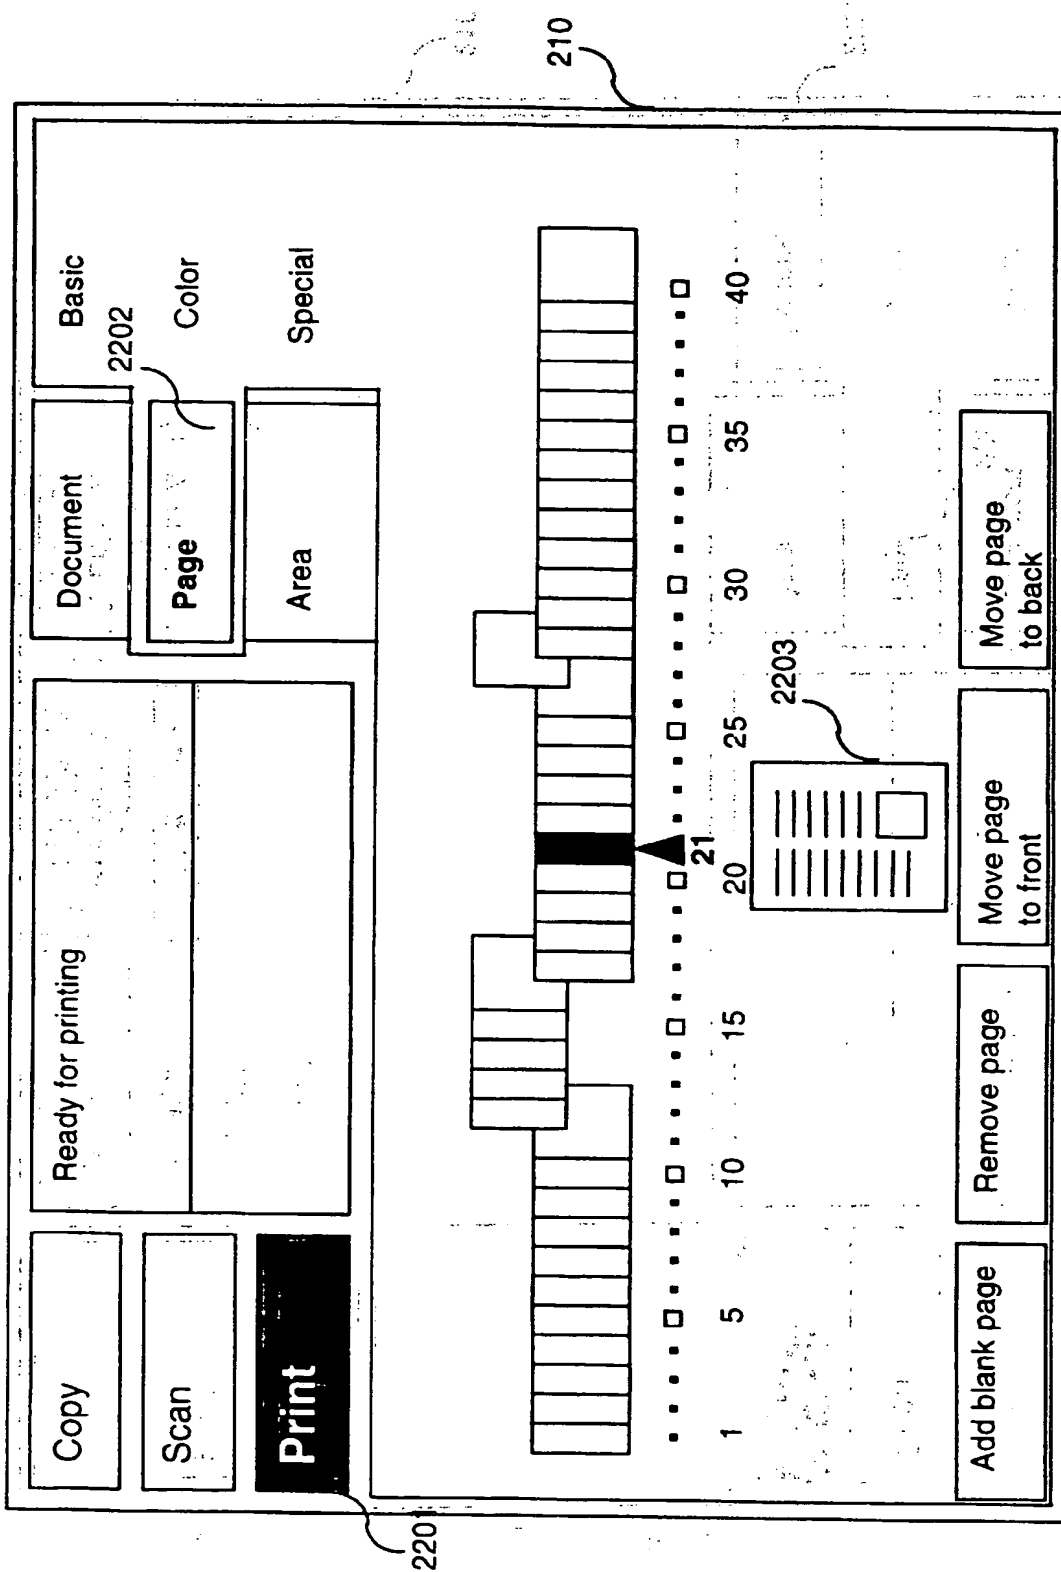 210
Copy
Ready for printing
Document
Basic
2202
Scan
Page
Color
Print
Area
Special
2201
21
1 5 10 15 20 25 30 35 40
2203
Add blank page
Remove page
Move page
to front
Move page
to back